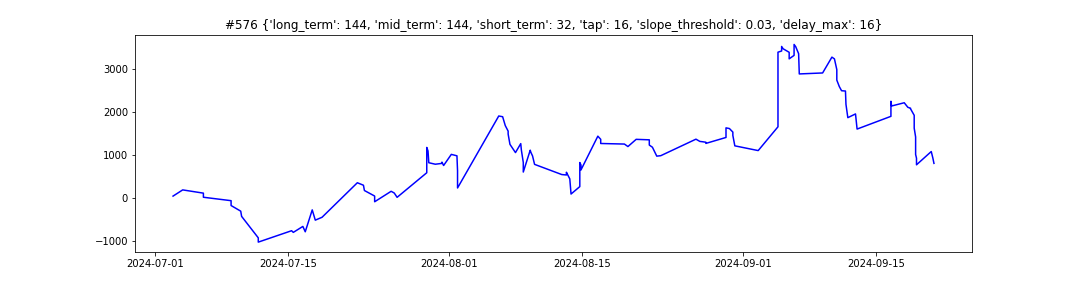 #576 {'long_term': 144, 'mid_term': 144, 'short_term': 32, 'tap': 16, 'slope_threshold': 0.03, 'delay_max': 16}
3000
2000
1000
0
−1000
2024-07-01 2024-07-15 2024-08-01 2024-08-15 2024-09-01 2024-09-15